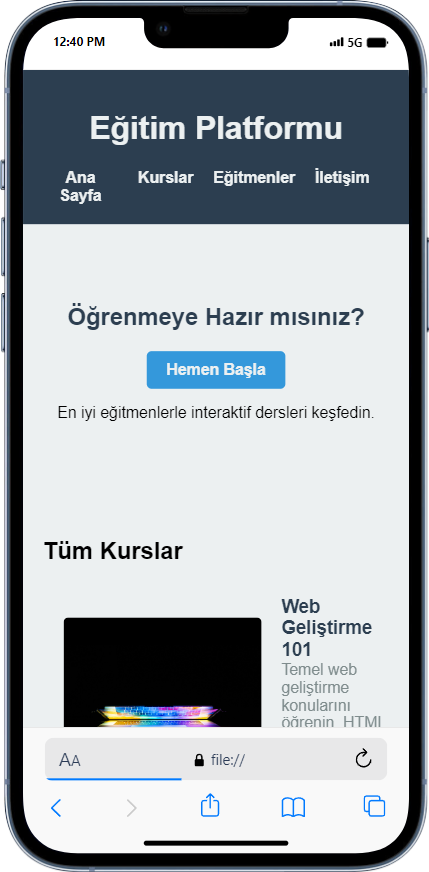 12:40 PM
5G
Eğitim Platformu
Ana Sayfa
Kurslar
Eğitmenler
İletişim
Öğrenmeye Hazır mısınız?
Hemen Başla
En iyi eğitmenlerle interaktif dersleri keşfedin.
Tüm Kurslar
Web
Geliştirme
101
Temel web
geliştirme
konularını
öğrenin. HTML
AA
file://